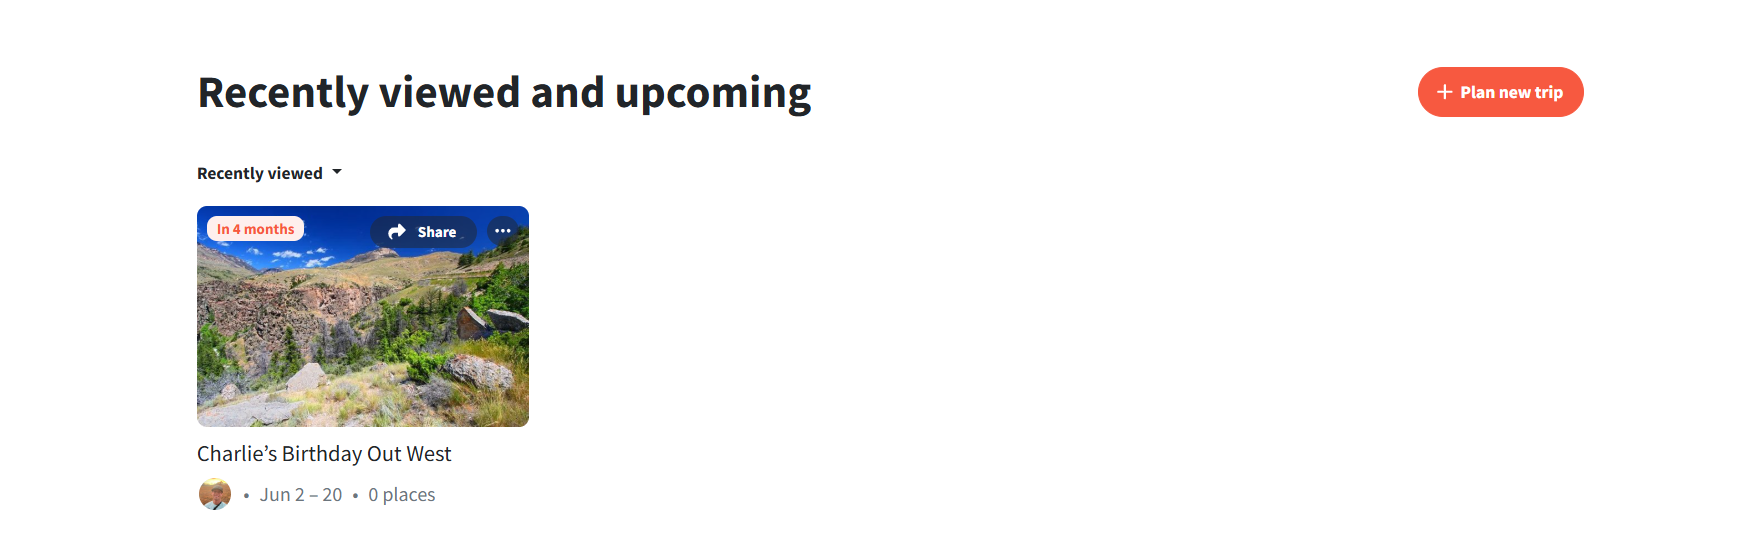 Recently viewed and upcoming
Plan new trip
Recently viewed
In 4 months
Share
Charlie’s Birthday Out West
• Jun 2 – 20 • 0 places